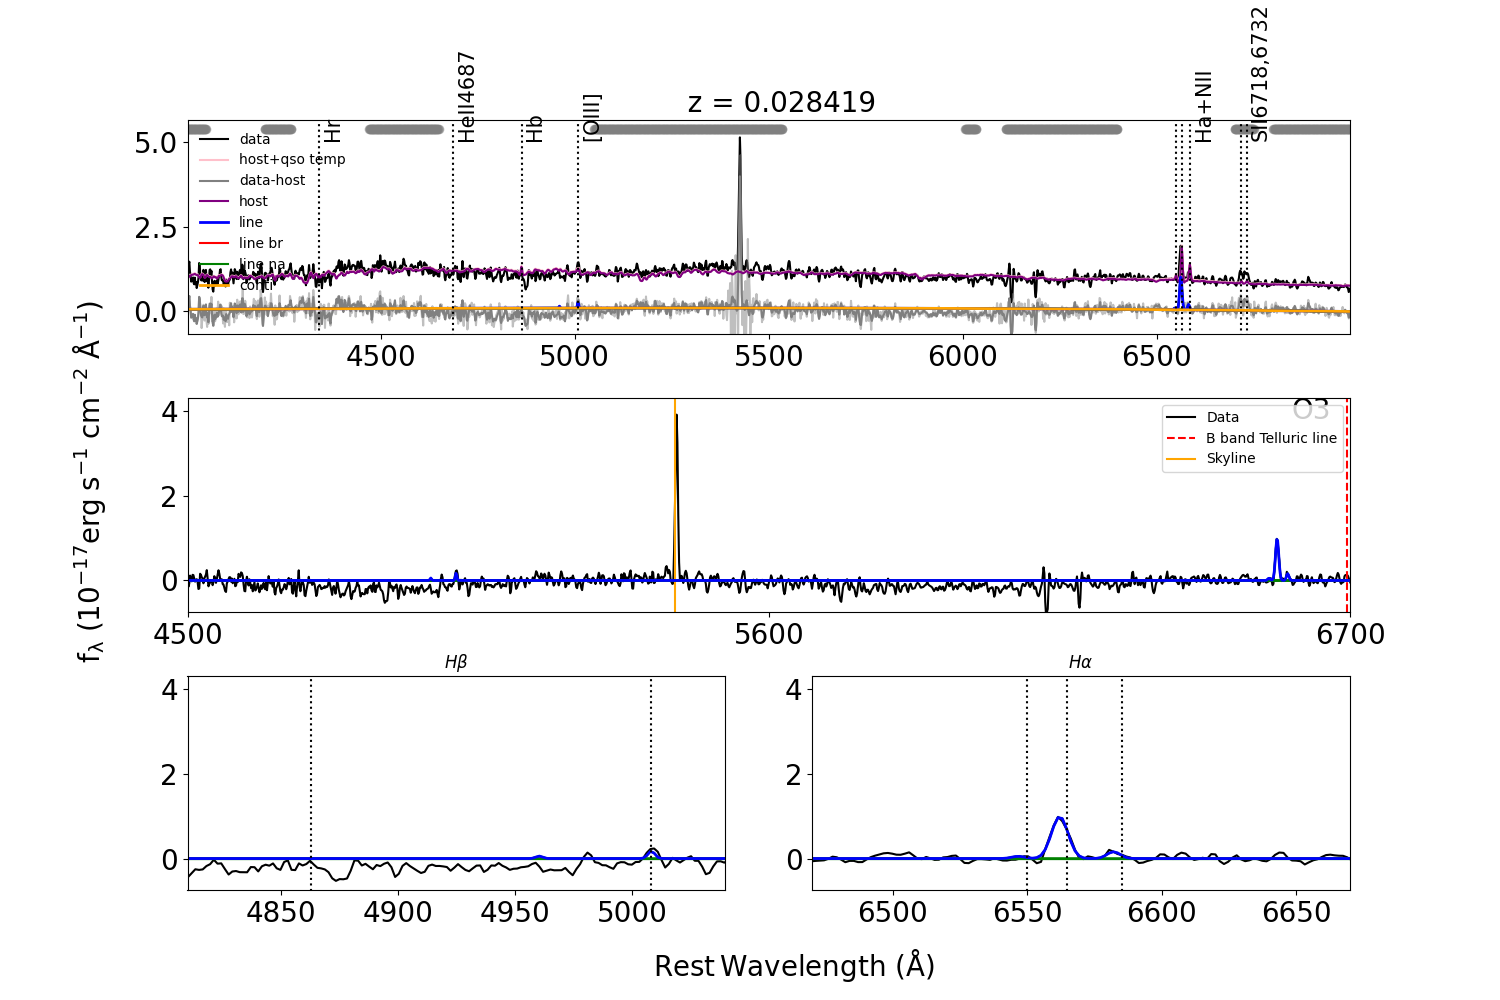 z = 0.028419
Hr
HeII4687
Hb
[OIII]
Ha+NII
SII6718,6732
5.0
2.5
0.0
data
host+qso temp
data-host
host
line
line br
line na
conti
4500 5000 5500 6000 6500
fλ (10⁻¹⁷erg s⁻¹ cm⁻² Å⁻¹)
4
2
0
O3
Data
B band Telluric line
Skyline
4500 5600 6700
Hβ
4
2
0
4850 4900 4950 5000
Hα
4
2
0
6500 6550 6600 6650
Rest Wavelength (Å)